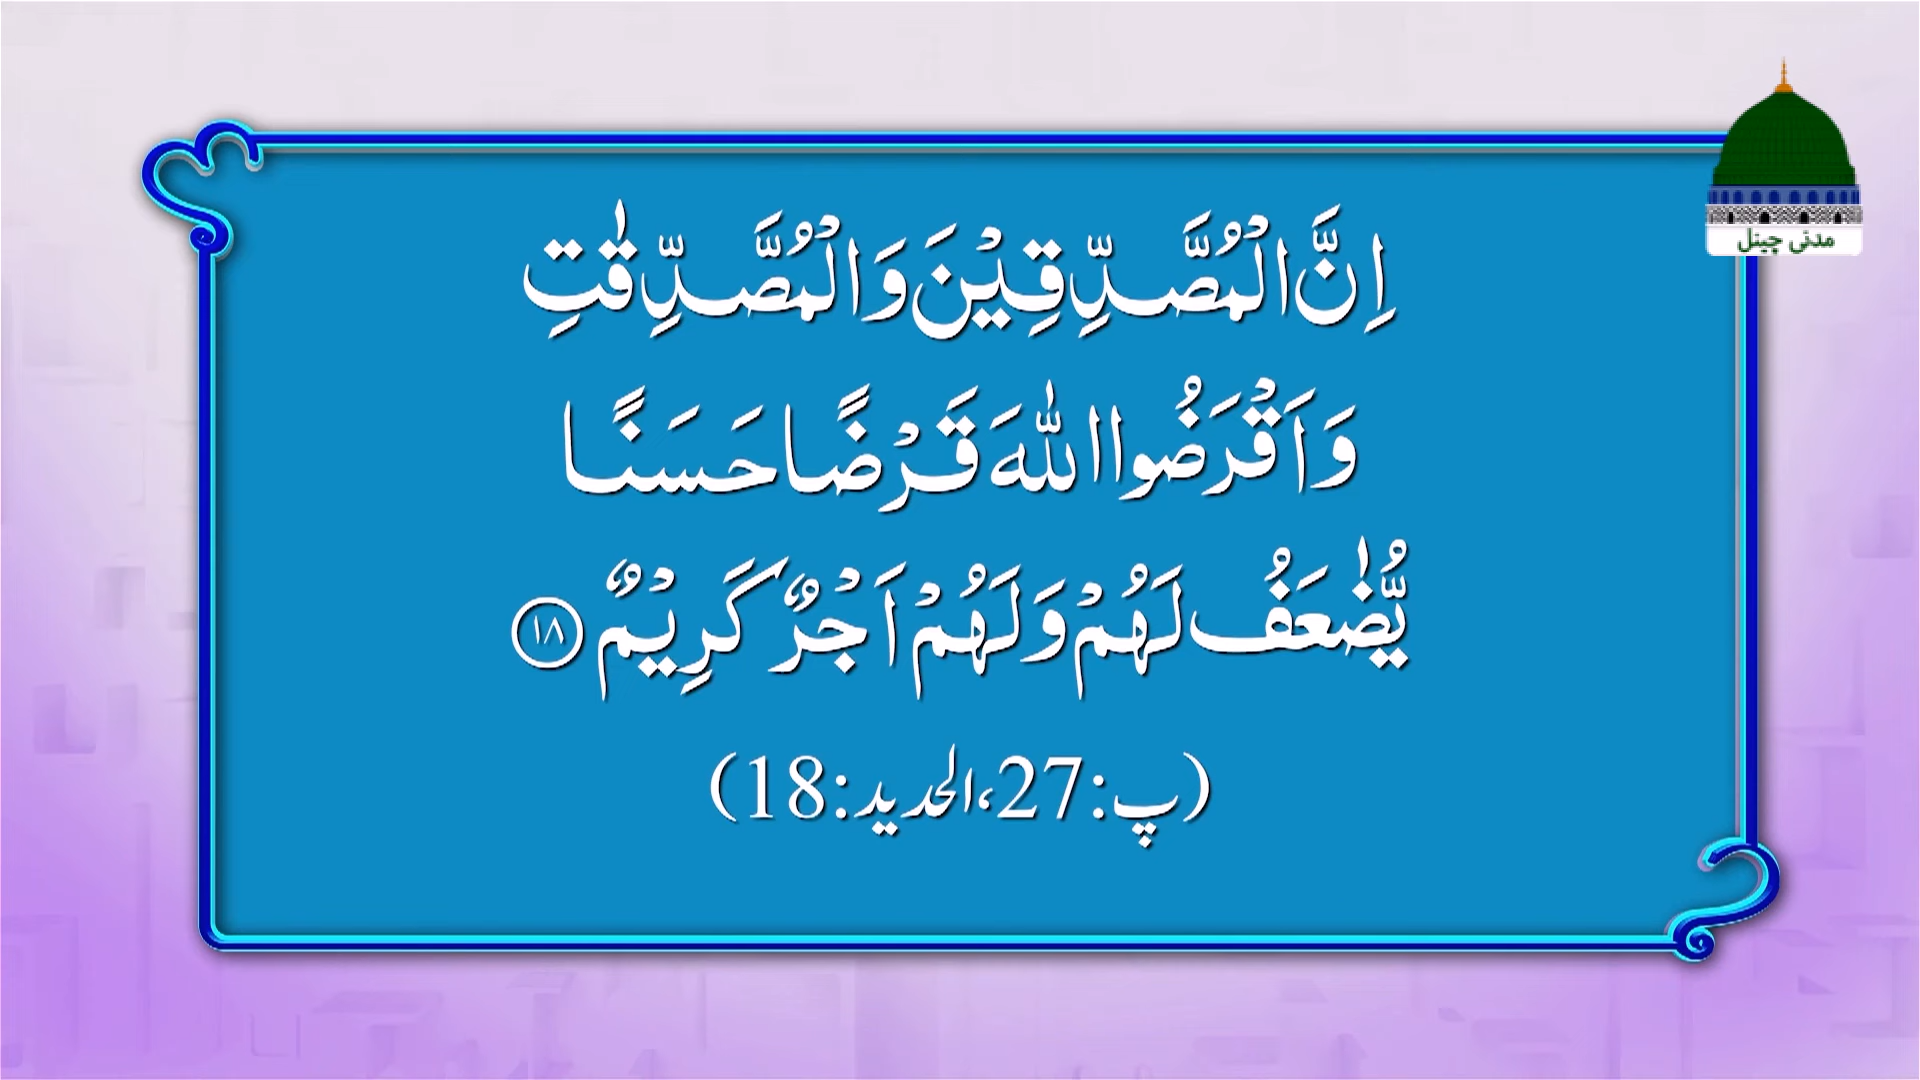 مدنی چینل
اِنَّ الْمُصَّدِّقِیْنَ وَ الْمُصَّدِّقٰتِ
وَ اَقْرَضُوا اللّٰهَ قَرْضًا حَسَنًا
یُّضٰعَفُ لَهُمْ وَ لَهُمْ اَجْرٌ كَرِیْمٌ ﴿۱۸﴾
(پ:27،الحدید:18)